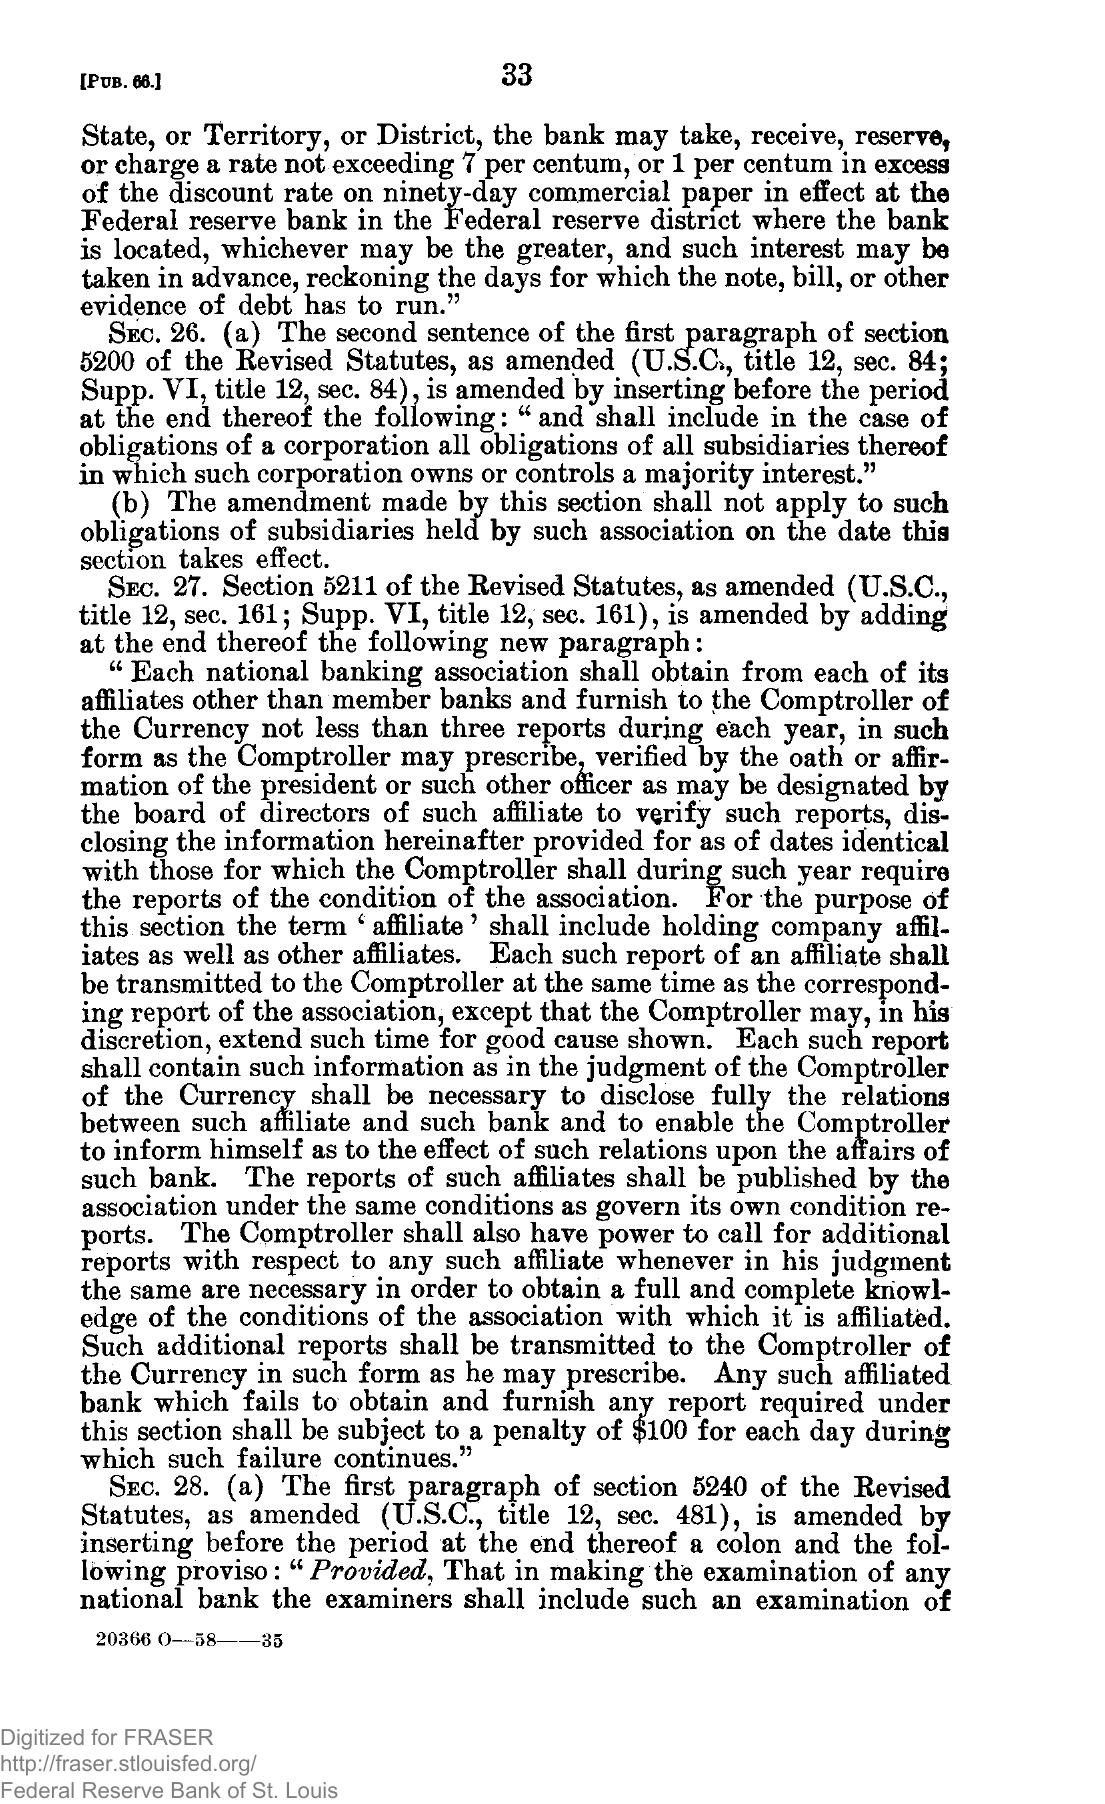 [PUB. 66.]
33
State, or Territory, or District, the bank may take, receive, reserve,
or charge a rate not exceeding 7 per centum, or 1 per centum in excess
of the discount rate on ninety-day commercial paper in effect at the
Federal reserve bank in the Federal reserve district where the bank
is located, whichever may be the greater, and such interest may be
taken in advance, reckoning the days for which the note, bill, or other
evidence of debt has to run.”
SEC. 26. (a) The second sentence of the first paragraph of section
5200 of the Revised Statutes, as amended (U.S.C., title 12, sec. 84;
Supp. VI, title 12, sec. 84), is amended by inserting before the period
at the end thereof the following: “ and shall include in the case of
obligations of a corporation all obligations of all subsidiaries thereof
in which such corporation owns or controls a majority interest.”
(b) The amendment made by this section shall not apply to such
obligations of subsidiaries held by such association on the date this
section takes effect.
SEC. 27. Section 5211 of the Revised Statutes, as amended (U.S.C.,
title 12, sec. 161; Supp. VI, title 12, sec. 161), is amended by adding
at the end thereof the following new paragraph:
“ Each national banking association shall obtain from each of its
affiliates other than member banks and furnish to the Comptroller of
the Currency not less than three reports during each year, in such
form as the Comptroller may prescribe, verified by the oath or affir-
mation of the president or such other officer as may be designated by
the board of directors of such affiliate to verify such reports, dis-
closing the information hereinafter provided for as of dates identical
with those for which the Comptroller shall during such year require
the reports of the condition of the association. For the purpose of
this section the term ‘ affiliate ’ shall include holding company affil-
iates as well as other affiliates. Each such report of an affiliate shall
be transmitted to the Comptroller at the same time as the correspond-
ing report of the association, except that the Comptroller may, in his
discretion, extend such time for good cause shown. Each such report
shall contain such information as in the judgment of the Comptroller
of the Currency shall be necessary to disclose fully the relations
between such affiliate and such bank and to enable the Comptroller
to inform himself as to the effect of such relations upon the affairs of
such bank. The reports of such affiliates shall be published by the
association under the same conditions as govern its own condition re-
ports. The Comptroller shall also have power to call for additional
reports with respect to any such affiliate whenever in his judgment
the same are necessary in order to obtain a full and complete knowl-
edge of the conditions of the association with which it is affiliated.
Such additional reports shall be transmitted to the Comptroller of
the Currency in such form as he may prescribe. Any such affiliated
bank which fails to obtain and furnish any report required under
this section shall be subject to a penalty of $100 for each day during
which such failure continues.”
SEC. 28. (a) The first paragraph of section 5240 of the Revised
Statutes, as amended (U.S.C., title 12, sec. 481), is amended by
inserting before the period at the end thereof a colon and the fol-
lowing proviso: “ Provided, That in making the examination of any
national bank the examiners shall include such an examination of
20366 O—58——35
Digitized for FRASER
http://fraser.stlouisfed.org/
Federal Reserve Bank of St. Louis